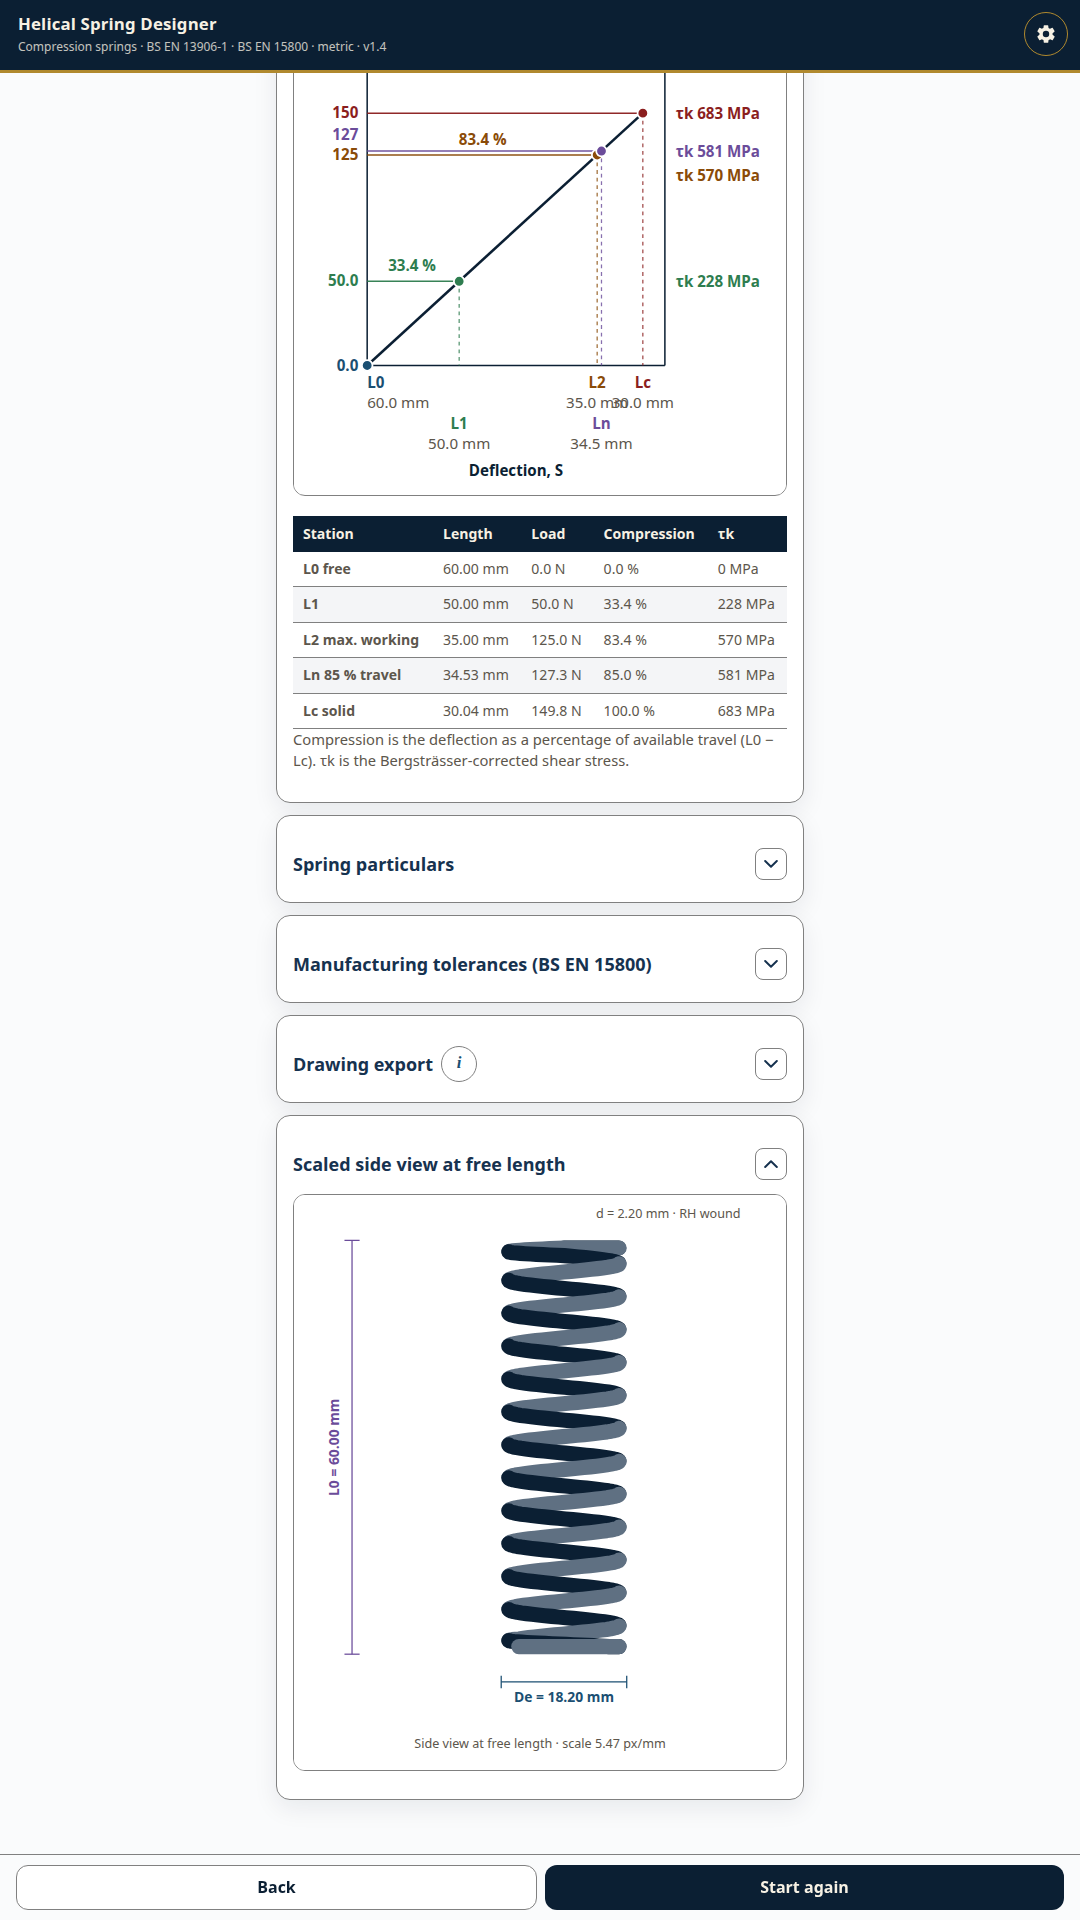 Helical Spring Designer
Compression springs · BS EN 13906-1 · BS EN 15800 · metric · v1.4
150
τk 683 MPa
127
83.4 %
τk 581 MPa
125
τk 570 MPa
33.4 %
50.0
τk 228 MPa
0.0
L0 L2 Lc
60.0 mm 35.0 mm 30.0 mm
L1 Ln
50.0 mm 34.5 mm
Deflection, S
Station Length Load Compression τk
L0 free 60.00 mm 0.0 N 0.0 % 0 MPa
L1 50.00 mm 50.0 N 33.4 % 228 MPa
L2 max. working 35.00 mm 125.0 N 83.4 % 570 MPa
Ln 85 % travel 34.53 mm 127.3 N 85.0 % 581 MPa
Lc solid 30.04 mm 149.8 N 100.0 % 683 MPa
Compression is the deflection as a percentage of available travel (L0 −
Lc). τk is the Bergsträsser-corrected shear stress.
Spring particulars
Manufacturing tolerances (BS EN 15800)
Drawing export i
Scaled side view at free length
d = 2.20 mm · RH wound
L0 = 60.00 mm
De = 18.20 mm
Side view at free length · scale 5.47 px/mm
Back
Start again